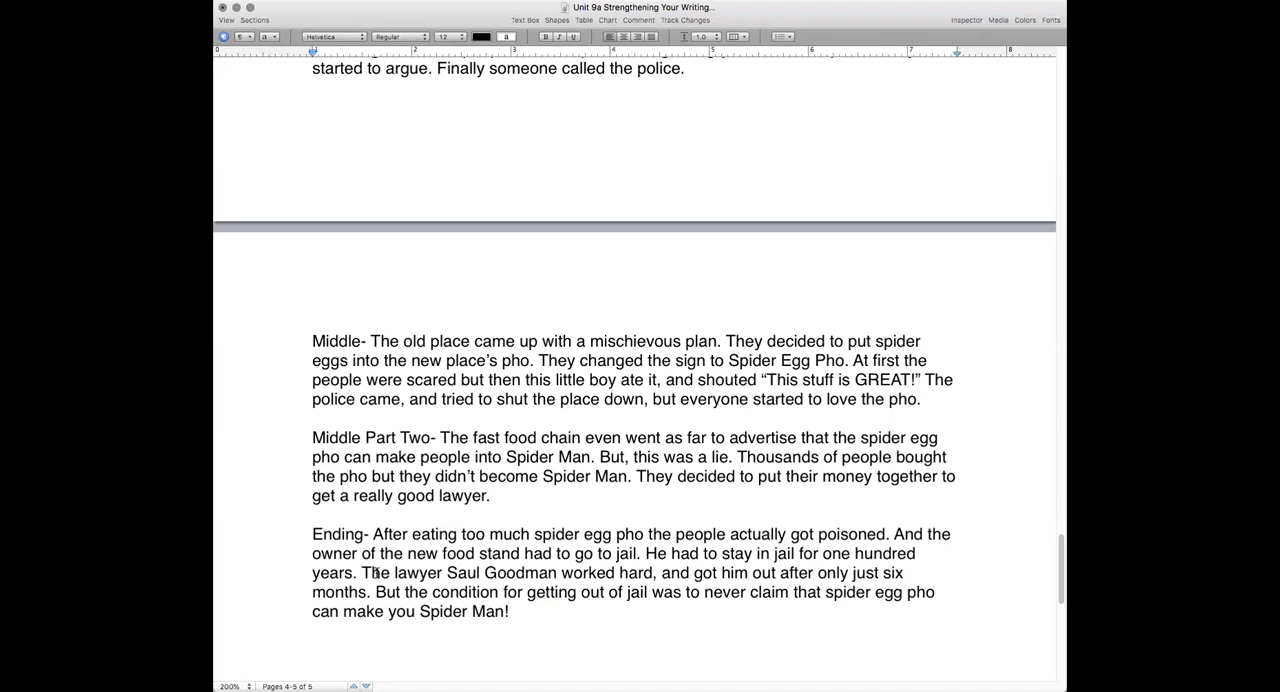 Unit 9a Strengthening Your Writing...
View Sections Text Box Shapes Table Chart Comment Track Changes Inspector Media Colors Fonts
¶ a Helvetica Regular 12 a B I U 1.0
0 1 2 3 4 5 6 7 8
started to argue. Finally someone called the police.
Middle- The old place came up with a mischievous plan. They decided to put spider
eggs into the new place’s pho. They changed the sign to Spider Egg Pho. At first the
people were scared but then this little boy ate it, and shouted “This stuff is GREAT!” The
police came, and tried to shut the place down, but everyone started to love the pho.
Middle Part Two- The fast food chain even went as far to advertise that the spider egg
pho can make people into Spider Man. But, this was a lie. Thousands of people bought
the pho but they didn’t become Spider Man. They decided to put their money together to
get a really good lawyer.
Ending- After eating too much spider egg pho the people actually got poisoned. And the
owner of the new food stand had to go to jail. He had to stay in jail for one hundred
years. The lawyer Saul Goodman worked hard, and got him out after only just six
months. But the condition for getting out of jail was to never claim that spider egg pho
can make you Spider Man!
200% Pages 4-5 of 5